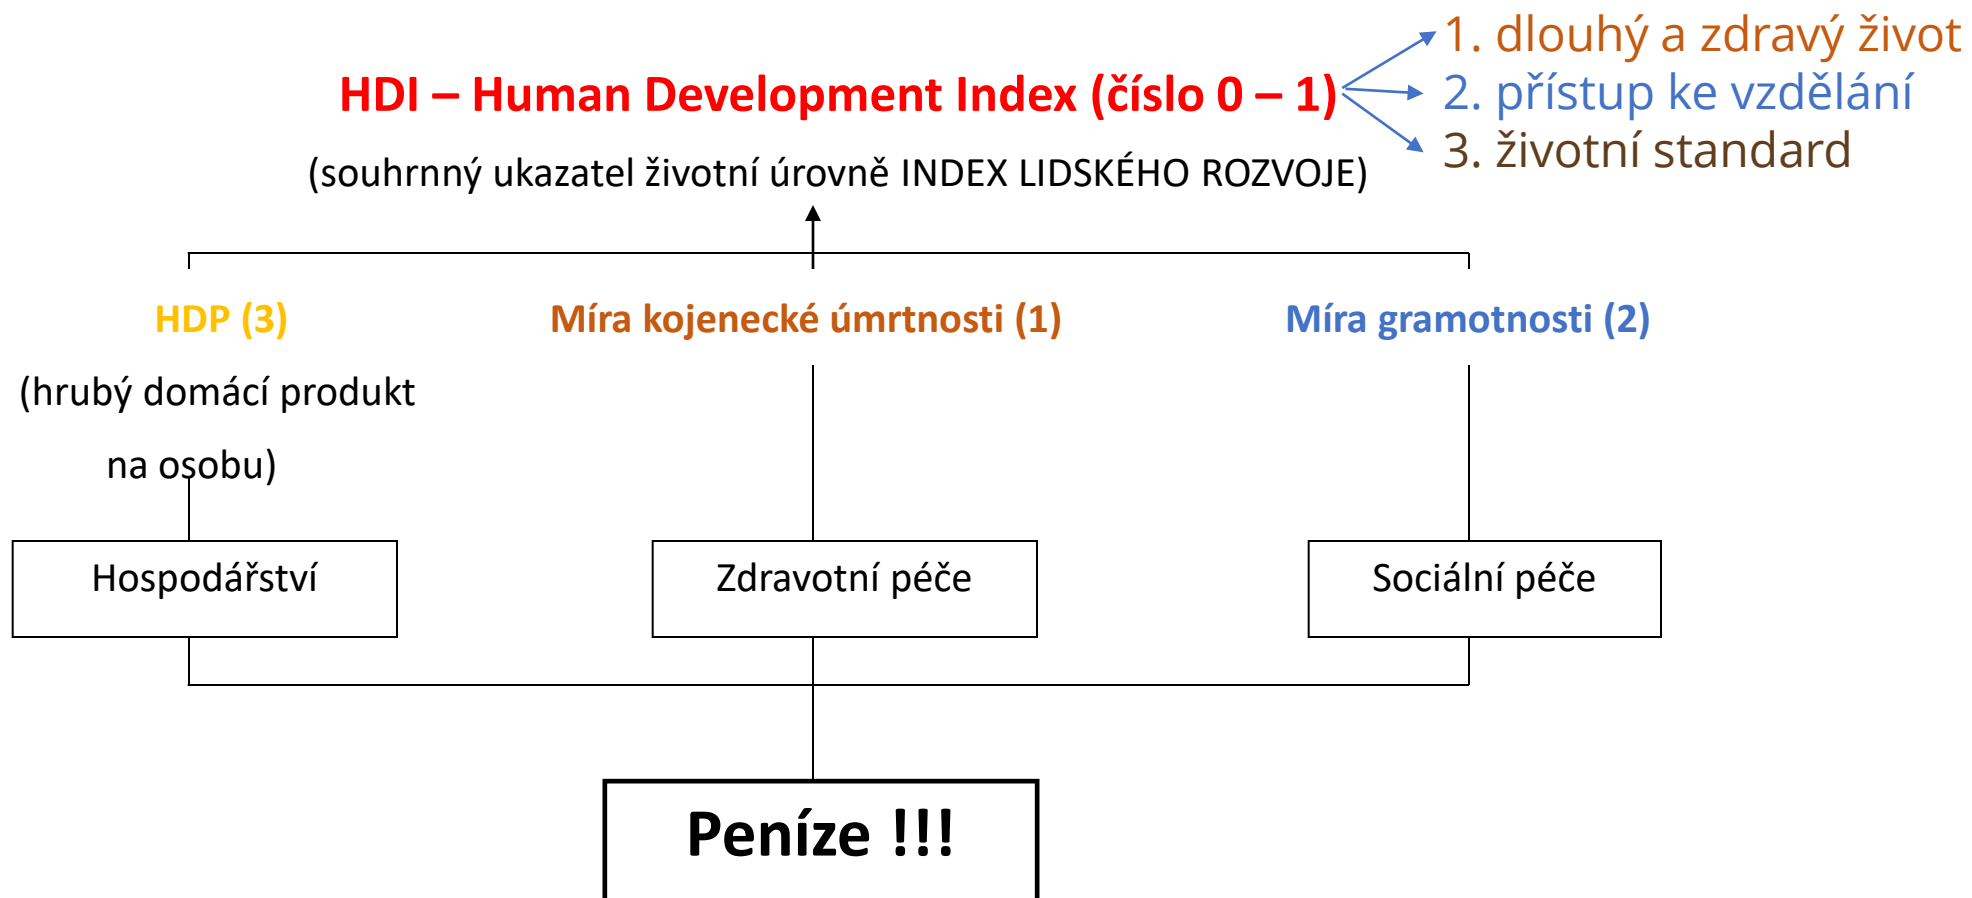 1. dlouhý a zdravý život
HDI – Human Development Index (číslo 0 – 1)
2. přístup ke vzdělání
3. životní standard
(souhrnný ukazatel životní úrovně INDEX LIDSKÉHO ROZVOJE)
HDP (3)
Míra kojenecké úmrtnosti (1)
Míra gramotnosti (2)
(hrubý domácí produkt
na osobu)
Hospodářství
Zdravotní péče
Sociální péče
Peníze !!!